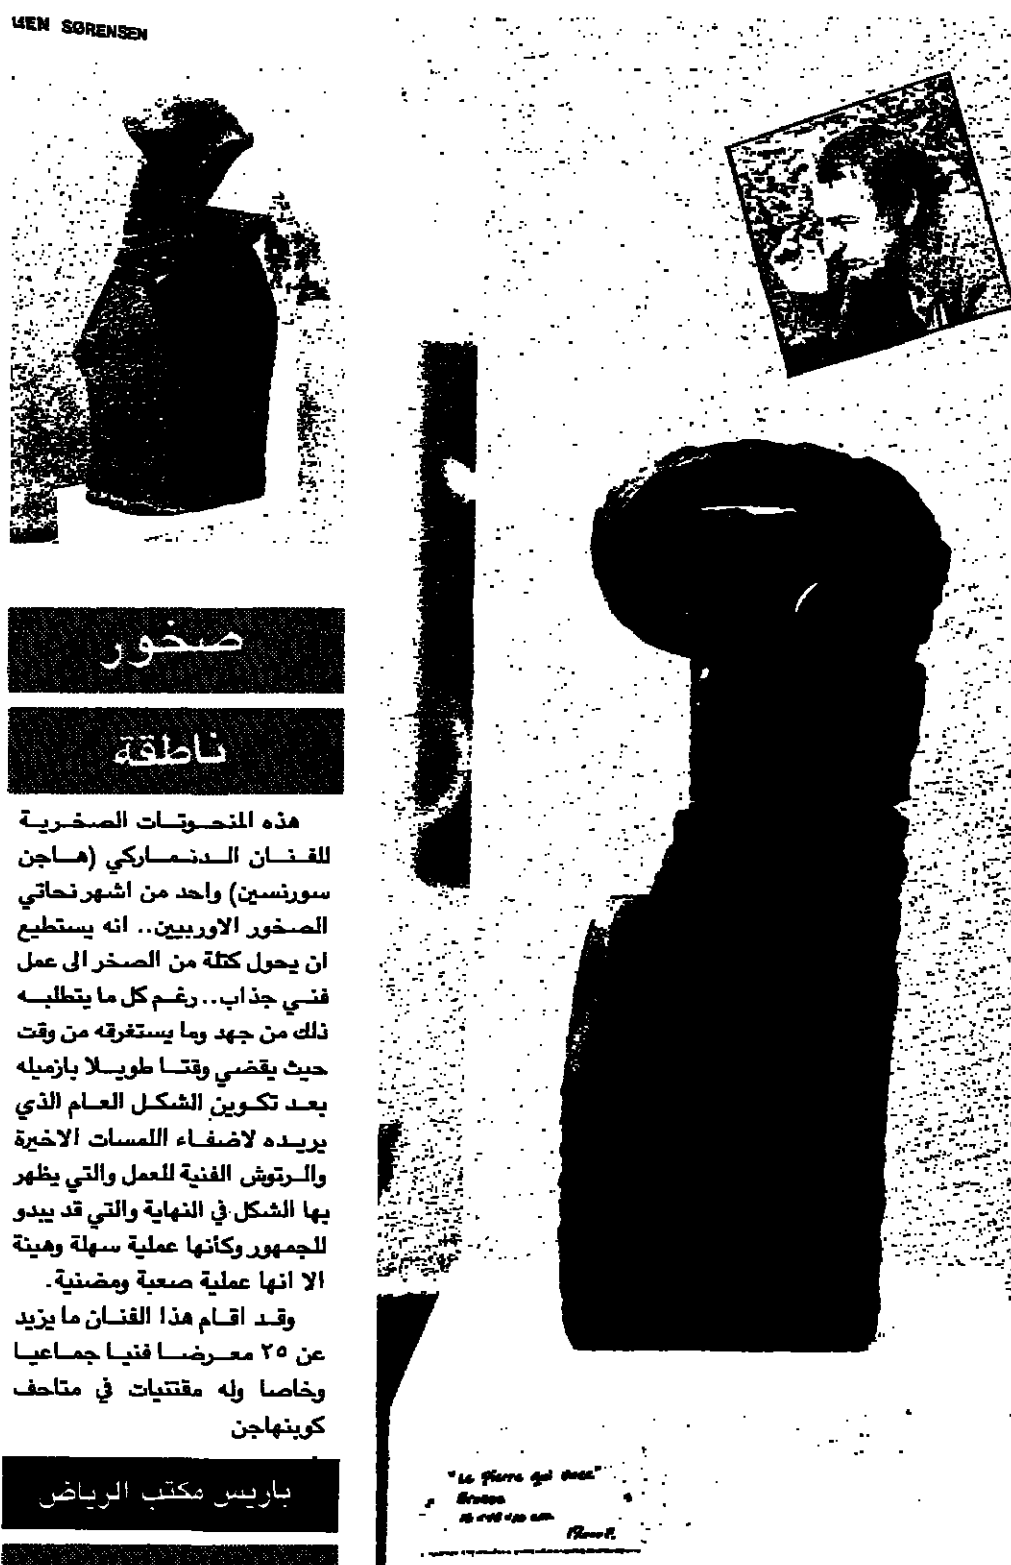 SØRENSEN
صخور
ناطقة
هذه المنحوتات الصخرية
للفنان الدنماركي (هاجن
سورنسين) واحد من اشهر نحاتي
الصخور الاوربيين.. انه يستطيع
ان يحول كتلة من الصخر الى عمل
فني جذاب.. رغم كل ما يتطلبه
ذلك من جهد وما يستغرقه من وقت
حيث يقضي وقتا طويلا بازميله
بعد تكوين الشكل العام الذي
يريده لاضفاء اللمسات الاخيرة
والرتوش الفنية للعمل والتي يظهر
بها الشكل في النهاية والتي قد يبدو
للجمهور وكأنها عملية سهلة وهينة
الا انها عملية صعبة ومضنية.
وقد اقام هذا الفنان ما يزيد
عن ٢٥ معرضا فنيا جماعيا
وخاصا وله مقتنيات في متاحف
كوبنهاجن
باريس مكتب الرياض
"La Pierre qui
Bronze